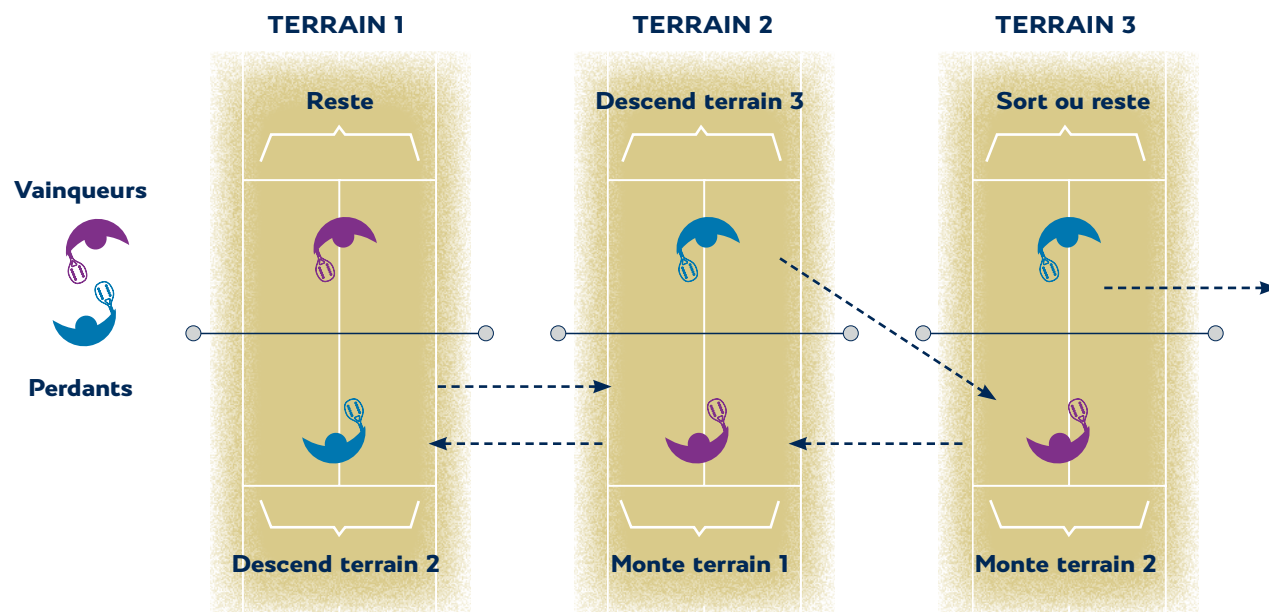 TERRAIN 1
TERRAIN 2
TERRAIN 3
Reste
Descend terrain 3
Sort ou reste
Vainqueurs
Perdants
Descend terrain 2
Monte terrain 1
Monte terrain 2